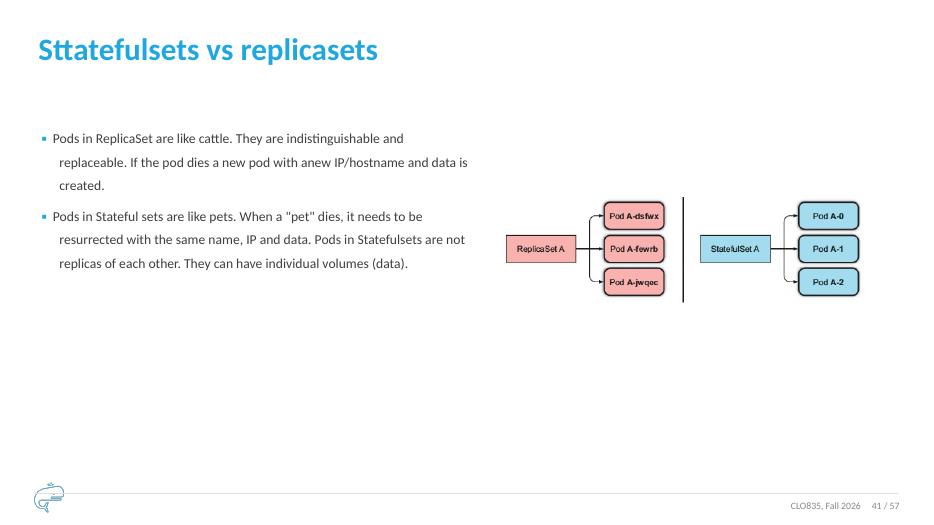 Sttatefulsets vs replicasets
▪ Pods in ReplicaSet are like cattle. They are indistinguishable and
replaceable. If the pod dies a new pod with anew IP/hostname and data is
created.
▪ Pods in Stateful sets are like pets. When a "pet" dies, it needs to be
resurrected with the same name, IP and data. Pods in Statefulsets are not
replicas of each other. They can have individual volumes (data).
ReplicaSet A
Pod A-dsfwx
Pod A-fewrb
Pod A-jwqec
StatefulSet A
Pod A-0
Pod A-1
Pod A-2
CLO835, Fall 2026 41 / 57